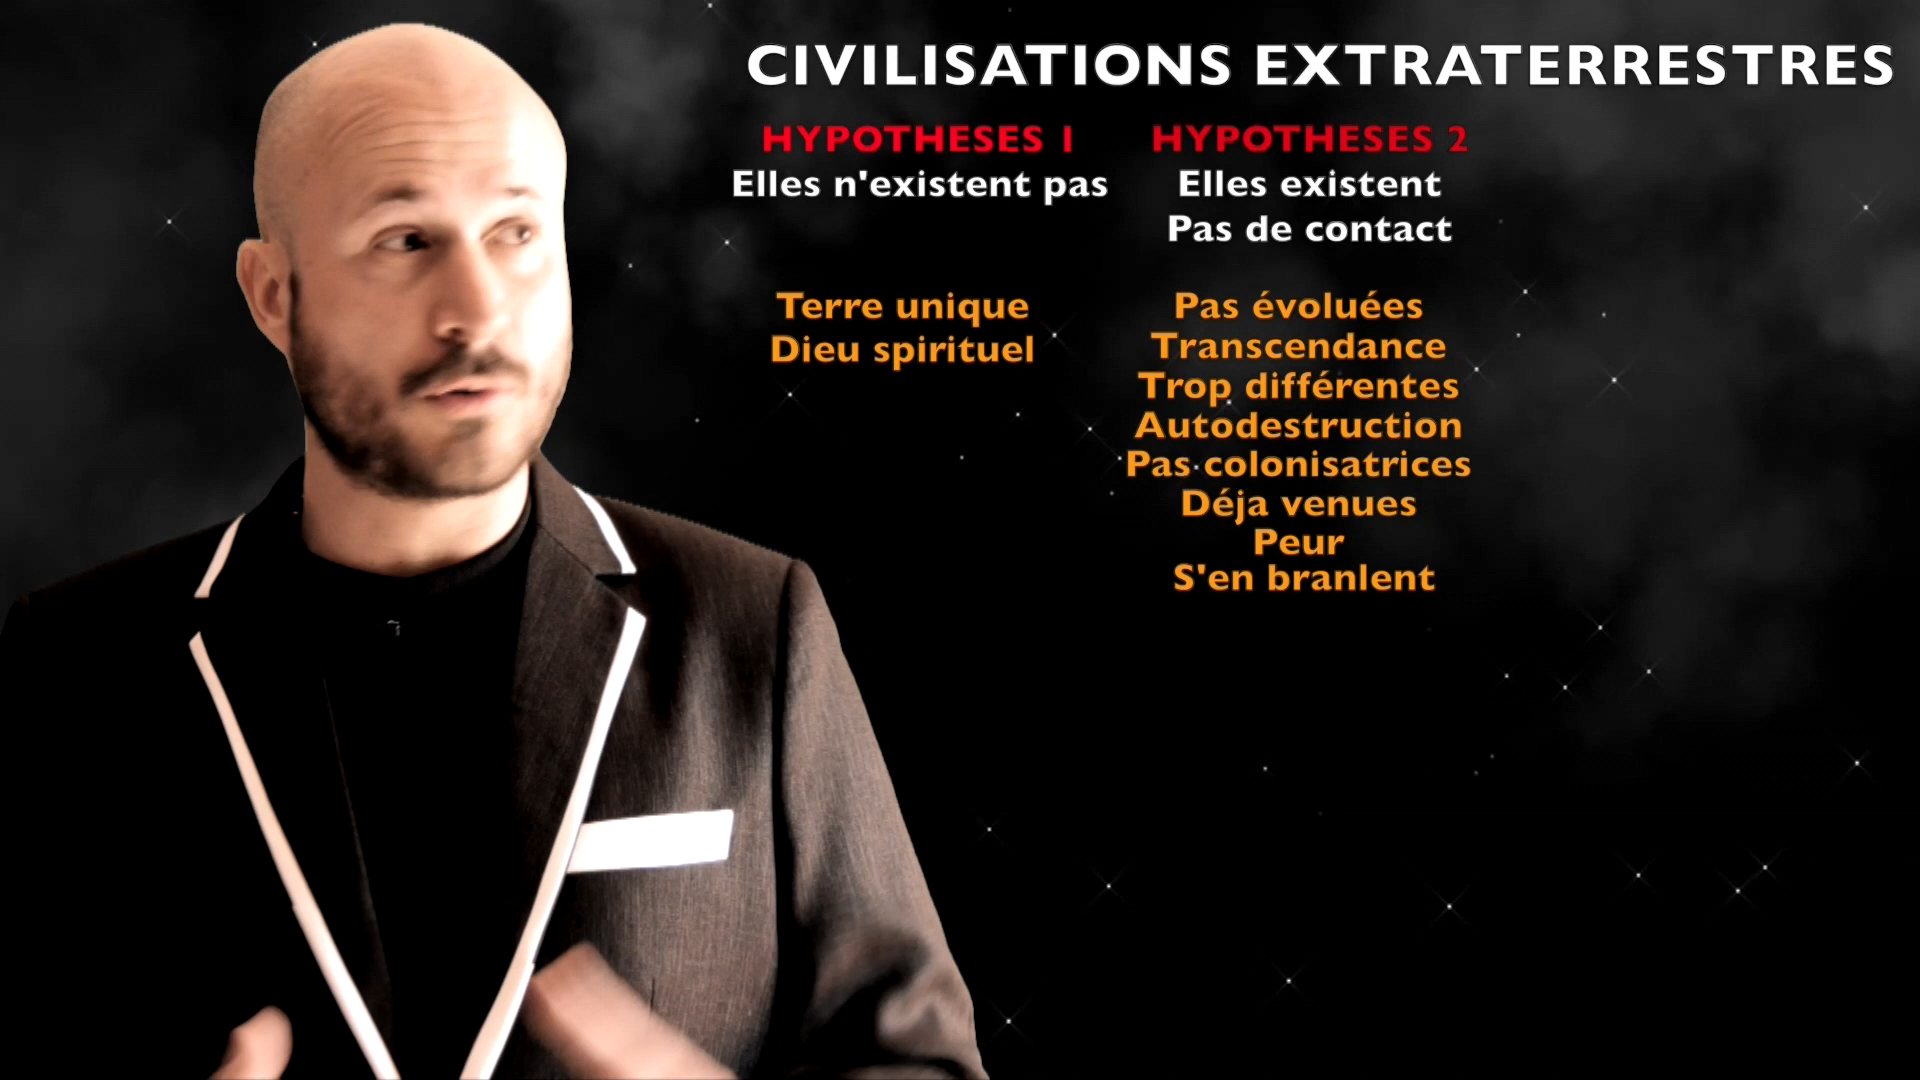 CIVILISATIONS EXTRATERRESTRES
HYPOTHESES 1
Elles n'existent pas
Terre unique
Dieu spirituel
HYPOTHESES 2
Elles existent
Pas de contact
Pas évoluées
Transcendance
Trop différentes
Autodestruction
Pas colonisatrices
Déja venues
Peur
S'en branlent